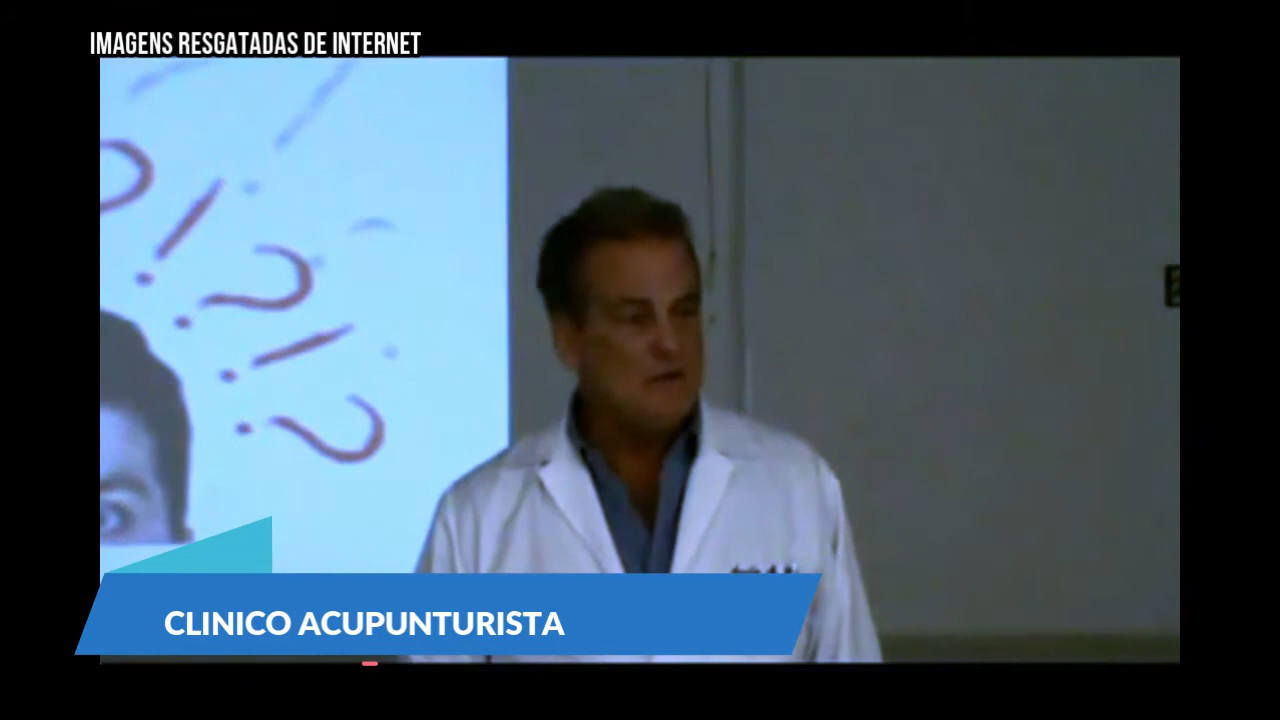 IMAGENS RESGATADAS DE INTERNET
?!?!?
CLINICO ACUPUNTURISTA